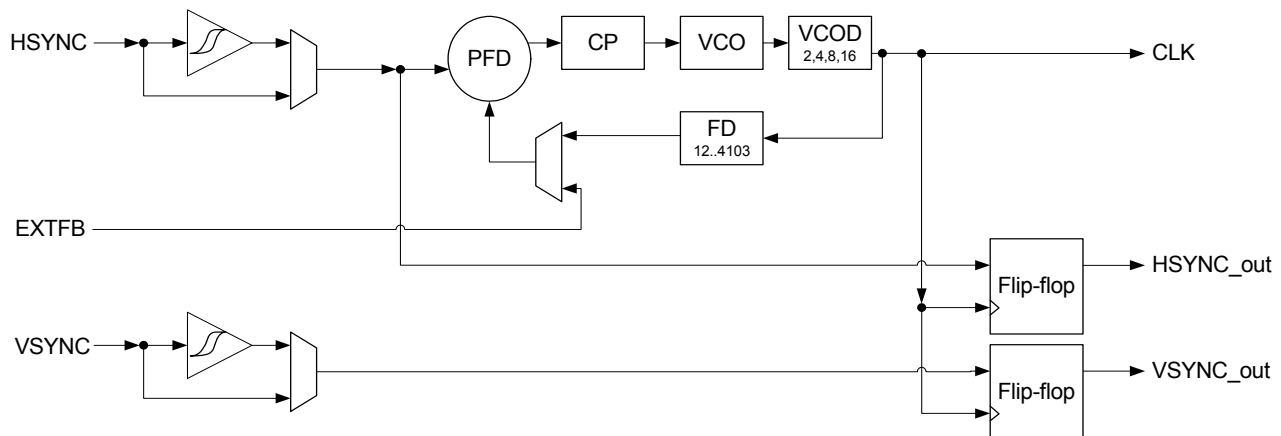 HSYNC
PFD
CP
VCO
VCOD
2,4,8,16
CLK
FD
12..4103
EXTFB
Flip-flop
HSYNC_out
VSYNC
Flip-flop
VSYNC_out